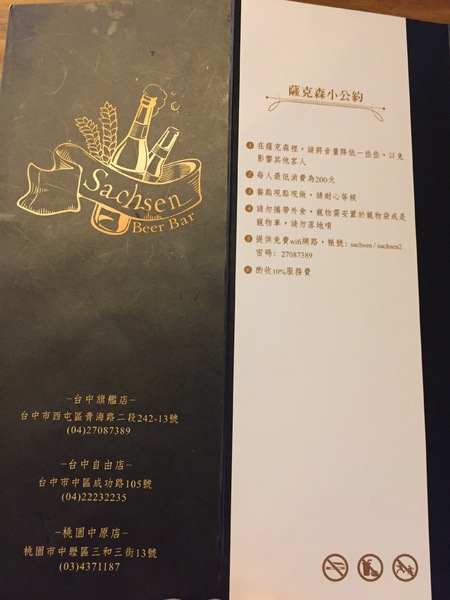 Sachsen
Beer Bar
-台中旗艦店-
台中市西屯區青海路二段242-13號
(04)27087389
-台中自由店-
台中市中區成功路105號
(04)22232235
-桃園中原店-
桃園市中壢區三和三街13號
(03)4371187
薩克森小公約
1 在薩克森裡，請將音量降低一些些，以免
影響其他客人
2 每人最低消費為200元
3 餐點現點現做，請耐心等候
4 請勿攜帶外食，寵物需安置於寵物袋或是
寵物車，請勿落地唷
5 提供免費wifi網路，帳號: sachsen / sachsen2
密碼: 27087389
6 酌收10%服務費